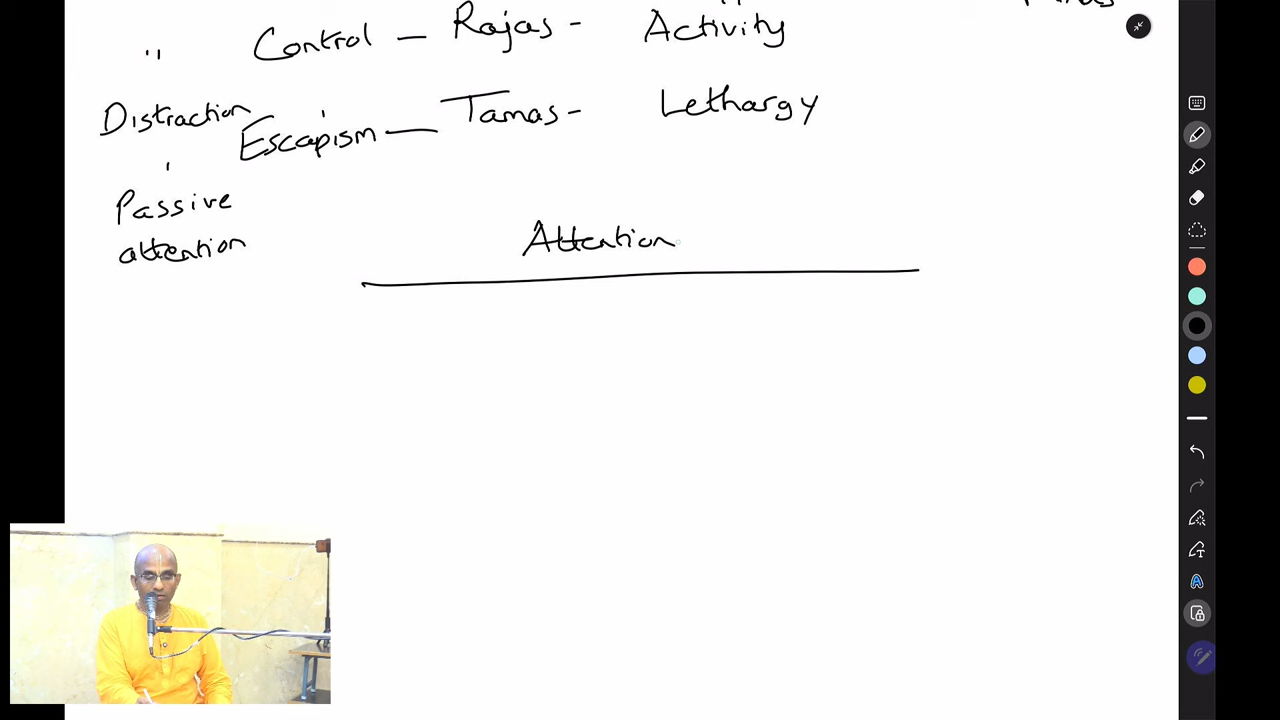 " Control – Rajas - Activity
Distraction
Escapism — Tamas - Lethargy
Passive
attention
Attention